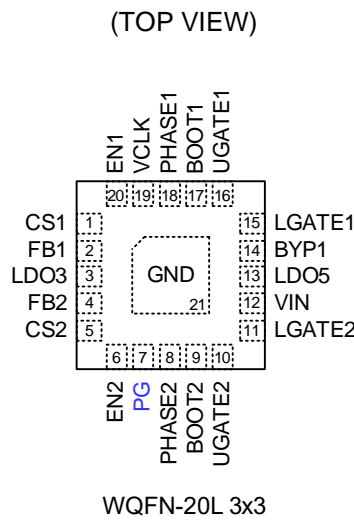 (TOP VIEW)
EN1
VCLK
PHASE1
BOOT1
UGATE1
20 19 18 17 16
CS1 1
FB1 2
LDO3 3
FB2 4
CS2 5
GND
21
15 LGATE1
14 BYP1
13 LDO5
12 VIN
11 LGATE2
6 7 8 9 10
EN2
PG
PHASE2
BOOT2
UGATE2
WQFN-20L 3x3